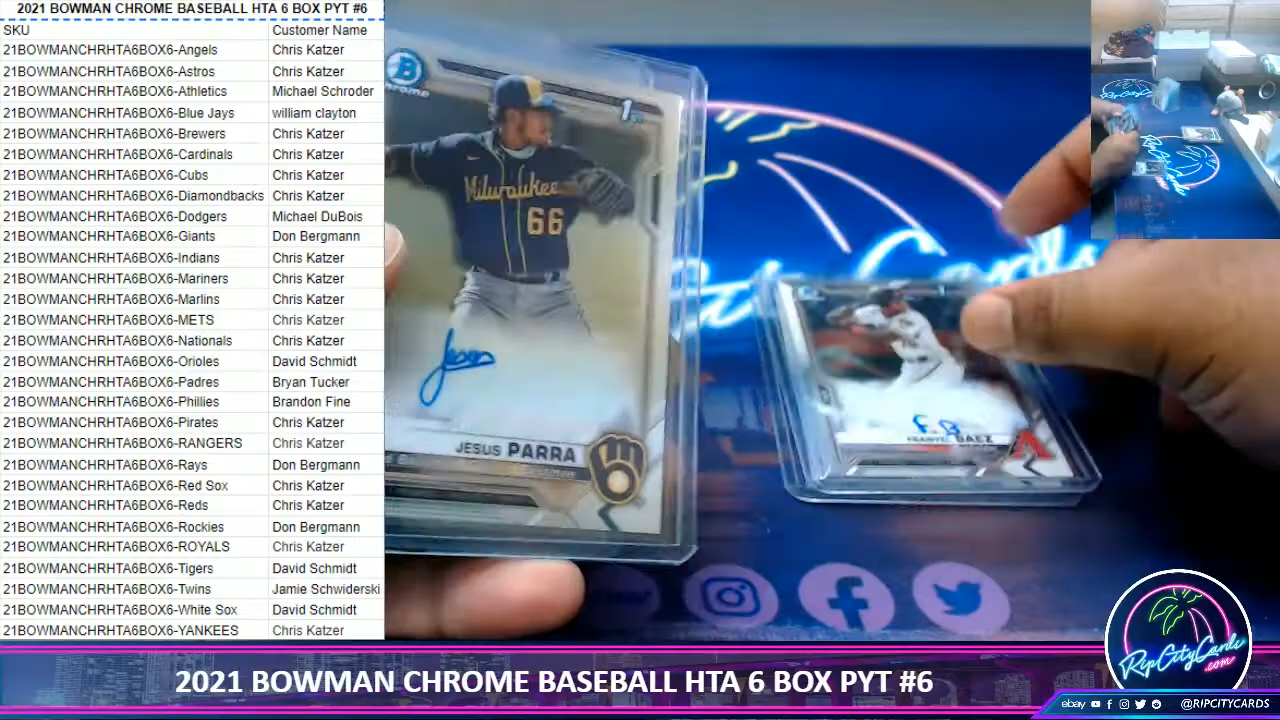 2021 BOWMAN CHROME BASEBALL HTA 6 BOX PYT #6
SKU Customer Name
21BOWMANCHRHTA6BOX6-Angels Chris Katzer
21BOWMANCHRHTA6BOX6-Astros Chris Katzer
21BOWMANCHRHTA6BOX6-Athletics Michael Schroder
21BOWMANCHRHTA6BOX6-Blue Jays william clayton
21BOWMANCHRHTA6BOX6-Brewers Chris Katzer
21BOWMANCHRHTA6BOX6-Cardinals Chris Katzer
21BOWMANCHRHTA6BOX6-Cubs Chris Katzer
21BOWMANCHRHTA6BOX6-Diamondbacks Chris Katzer
21BOWMANCHRHTA6BOX6-Dodgers Michael DuBois
21BOWMANCHRHTA6BOX6-Giants Don Bergmann
21BOWMANCHRHTA6BOX6-Indians Chris Katzer
21BOWMANCHRHTA6BOX6-Mariners Chris Katzer
21BOWMANCHRHTA6BOX6-Marlins Chris Katzer
21BOWMANCHRHTA6BOX6-METS Chris Katzer
21BOWMANCHRHTA6BOX6-Nationals Chris Katzer
21BOWMANCHRHTA6BOX6-Orioles David Schmidt
21BOWMANCHRHTA6BOX6-Padres Bryan Tucker
21BOWMANCHRHTA6BOX6-Phillies Brandon Fine
21BOWMANCHRHTA6BOX6-Pirates Chris Katzer
21BOWMANCHRHTA6BOX6-RANGERS Chris Katzer
21BOWMANCHRHTA6BOX6-Rays Don Bergmann
21BOWMANCHRHTA6BOX6-Red Sox Chris Katzer
21BOWMANCHRHTA6BOX6-Reds Chris Katzer
21BOWMANCHRHTA6BOX6-Rockies Don Bergmann
21BOWMANCHRHTA6BOX6-ROYALS Chris Katzer
21BOWMANCHRHTA6BOX6-Tigers David Schmidt
21BOWMANCHRHTA6BOX6-Twins Jamie Schwiderski
21BOWMANCHRHTA6BOX6-White Sox David Schmidt
21BOWMANCHRHTA6BOX6-YANKEES Chris Katzer
B
chrome
1st
Milwaukee
66
Jesus
JESUS PARRA
BAEZ
Cards
RipCityCards
.com
2021 BOWMAN CHROME BASEBALL HTA 6 BOX PYT #6
ebay
@RIPCITYCARDS